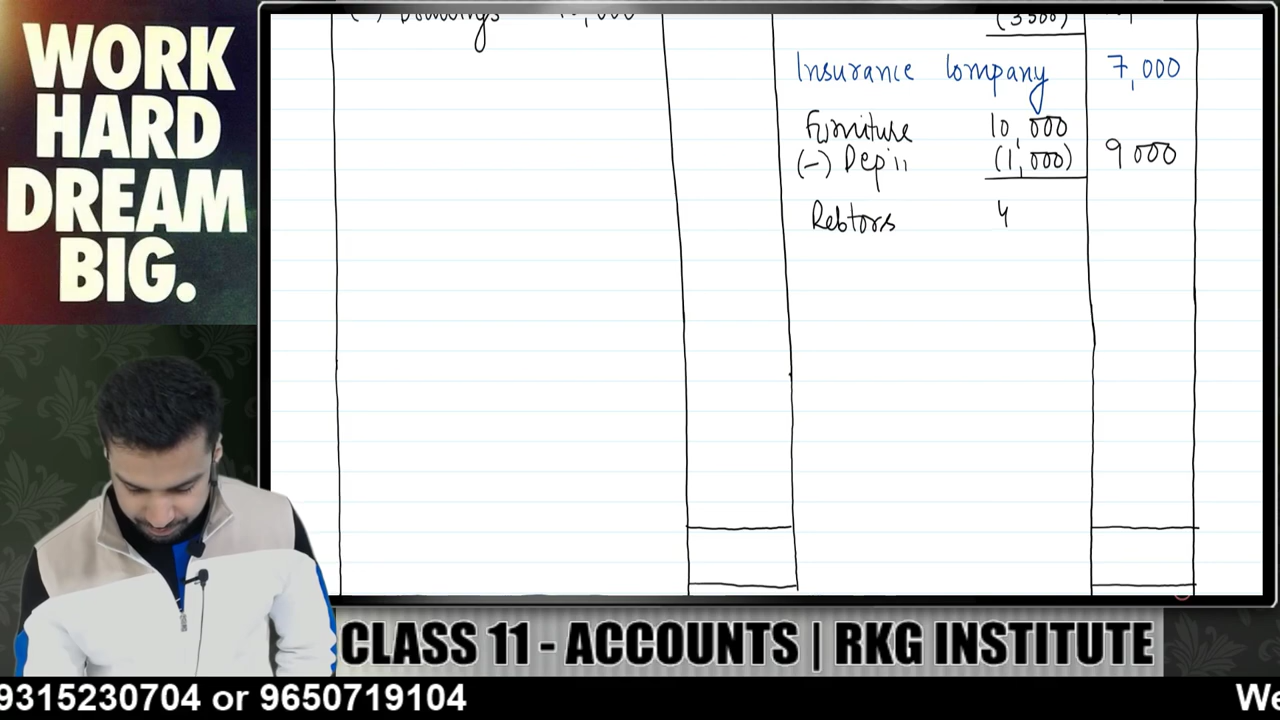 WORK
HARD
DREAM
BIG.
(3500)
Insurance Company 7,000
Furniture 10,000
(-) Dep'n (1,000) 9000
Debtors 4
CLASS 11 - ACCOUNTS | RKG INSTITUTE
9315230704 or 9650719104 We